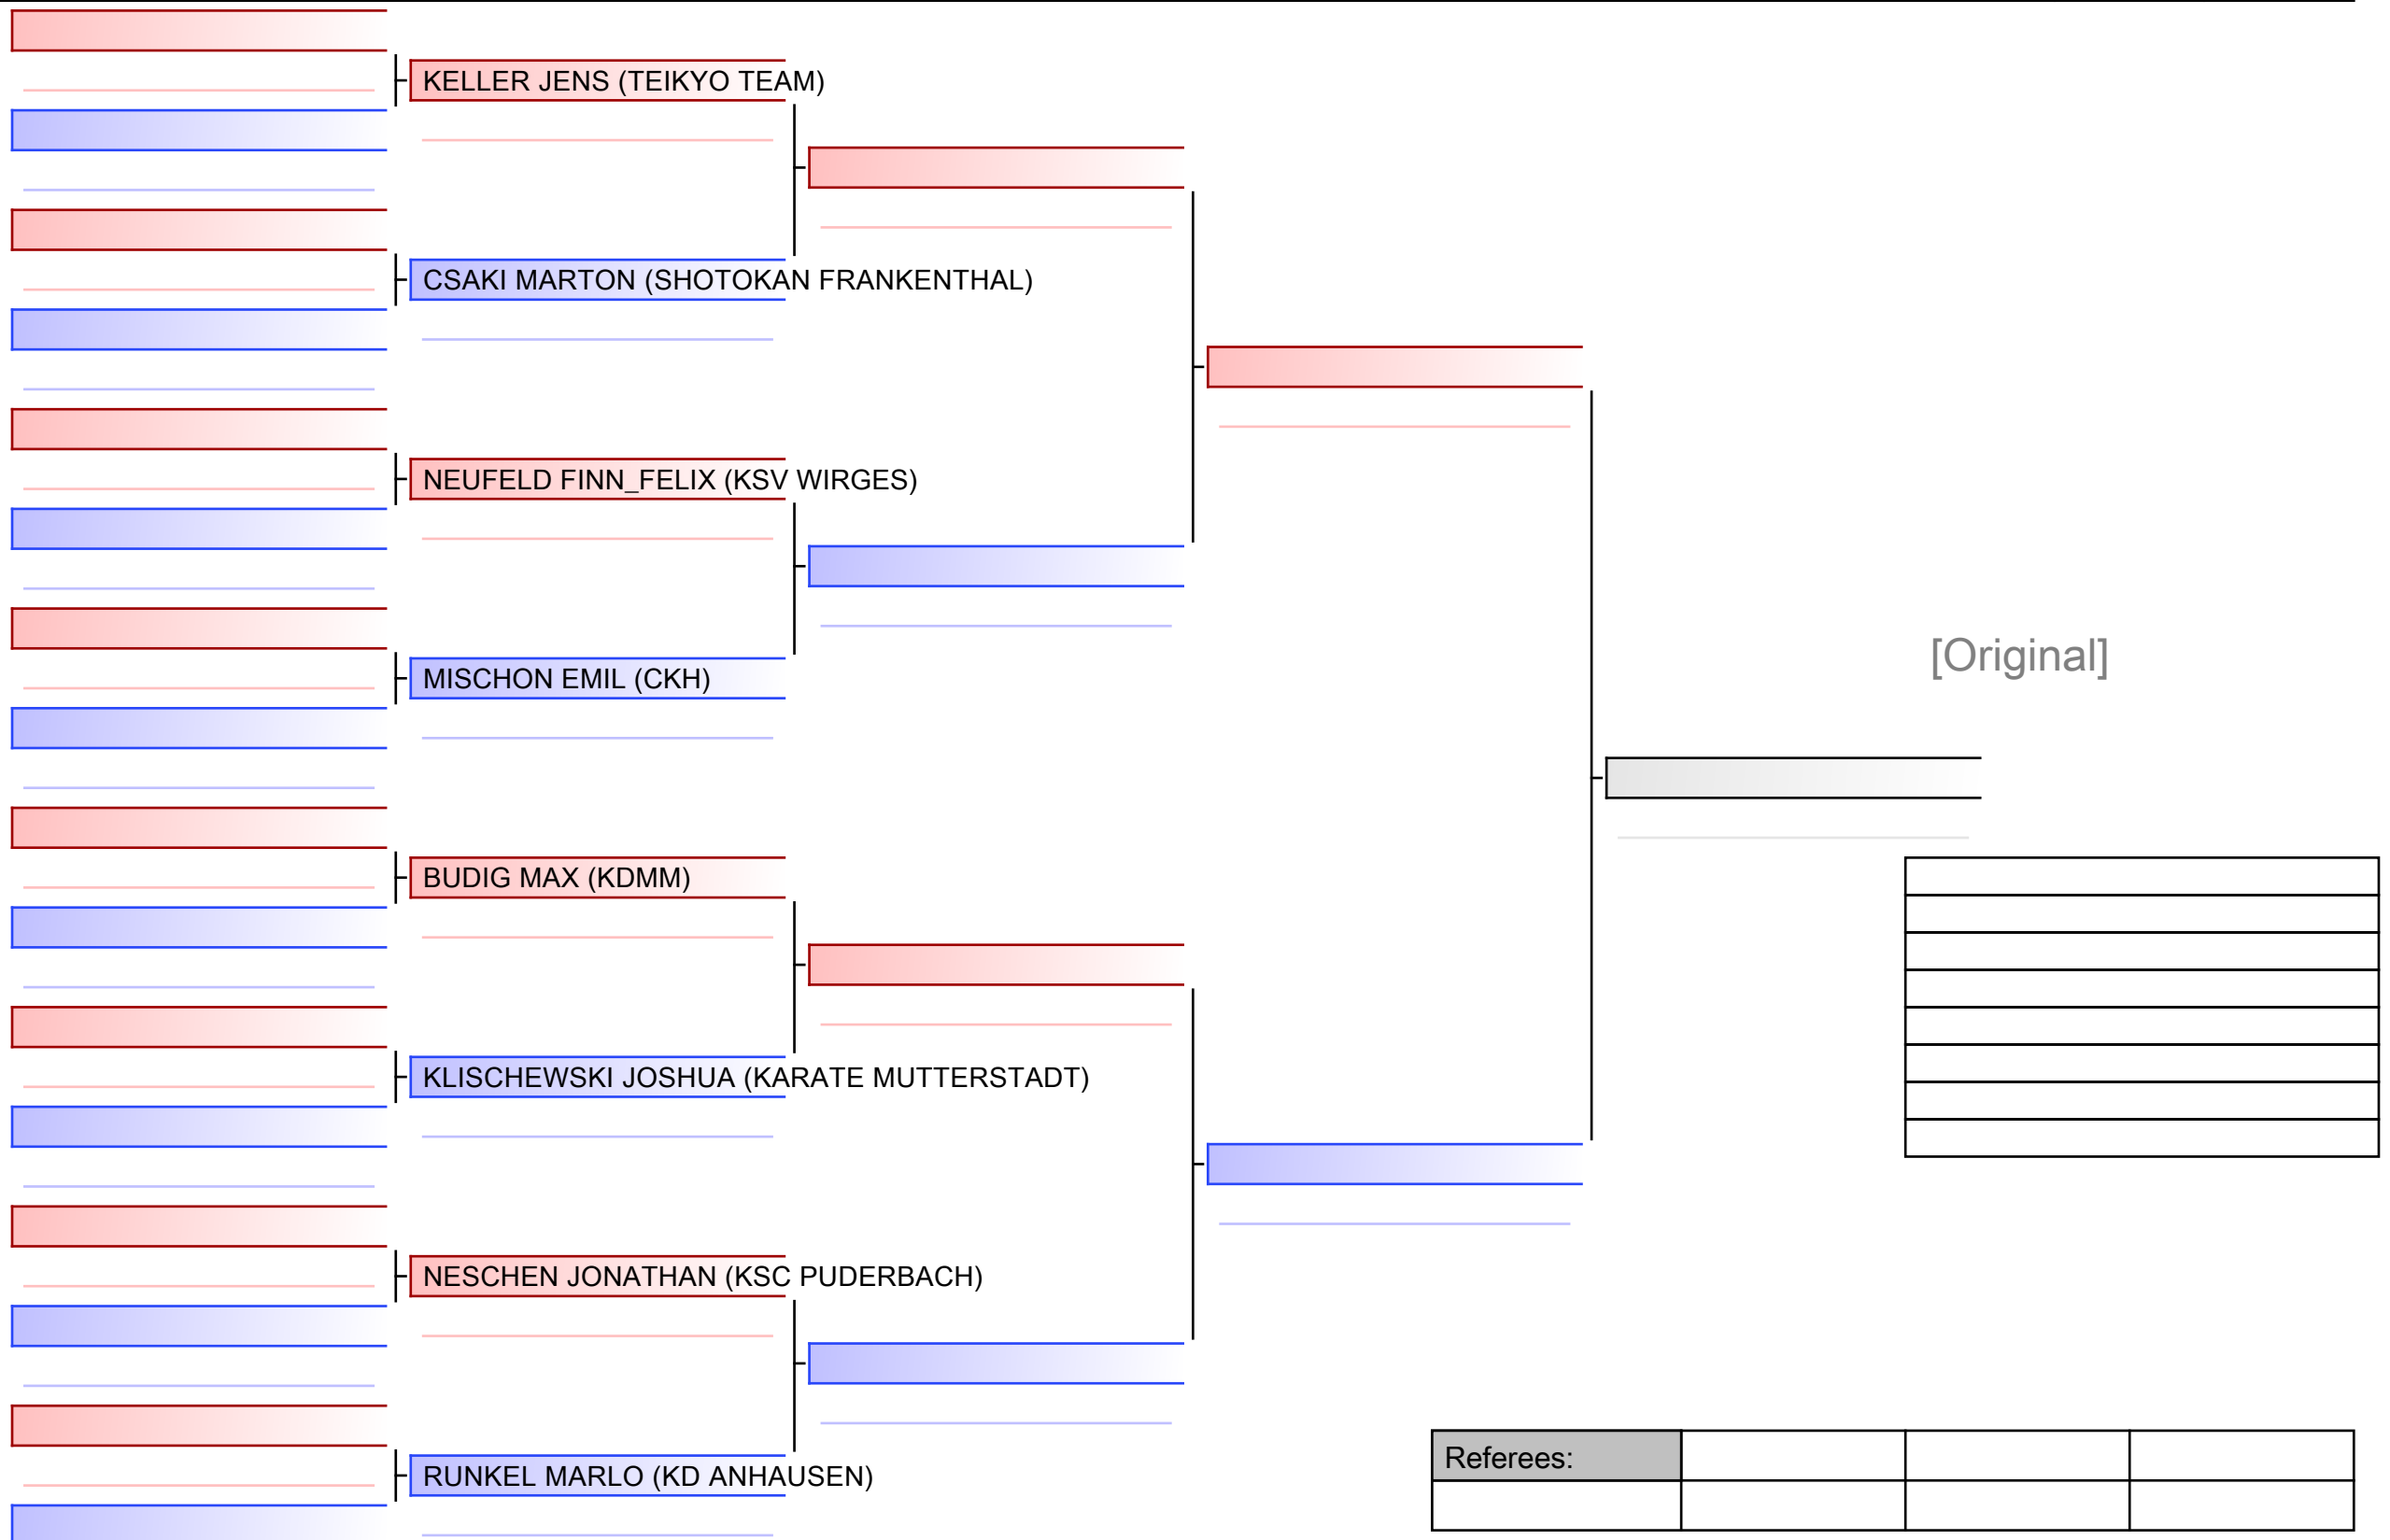 KELLER JENS (TEIKYO TEAM)
CSAKI MARTON (SHOTOKAN FRANKENTHAL)
NEUFELD FINN_FELIX (KSV WIRGES)
[Original]
MISCHON EMIL (CKH)
BUDIG MAX (KDMM)
KLISCHEWSKI JOSHUA (KARATE MUTTERSTADT)
NESCHEN JONATHAN (KSC PUDERBACH)
Referees:
RUNKEL MARLO (KD ANHAUSEN)